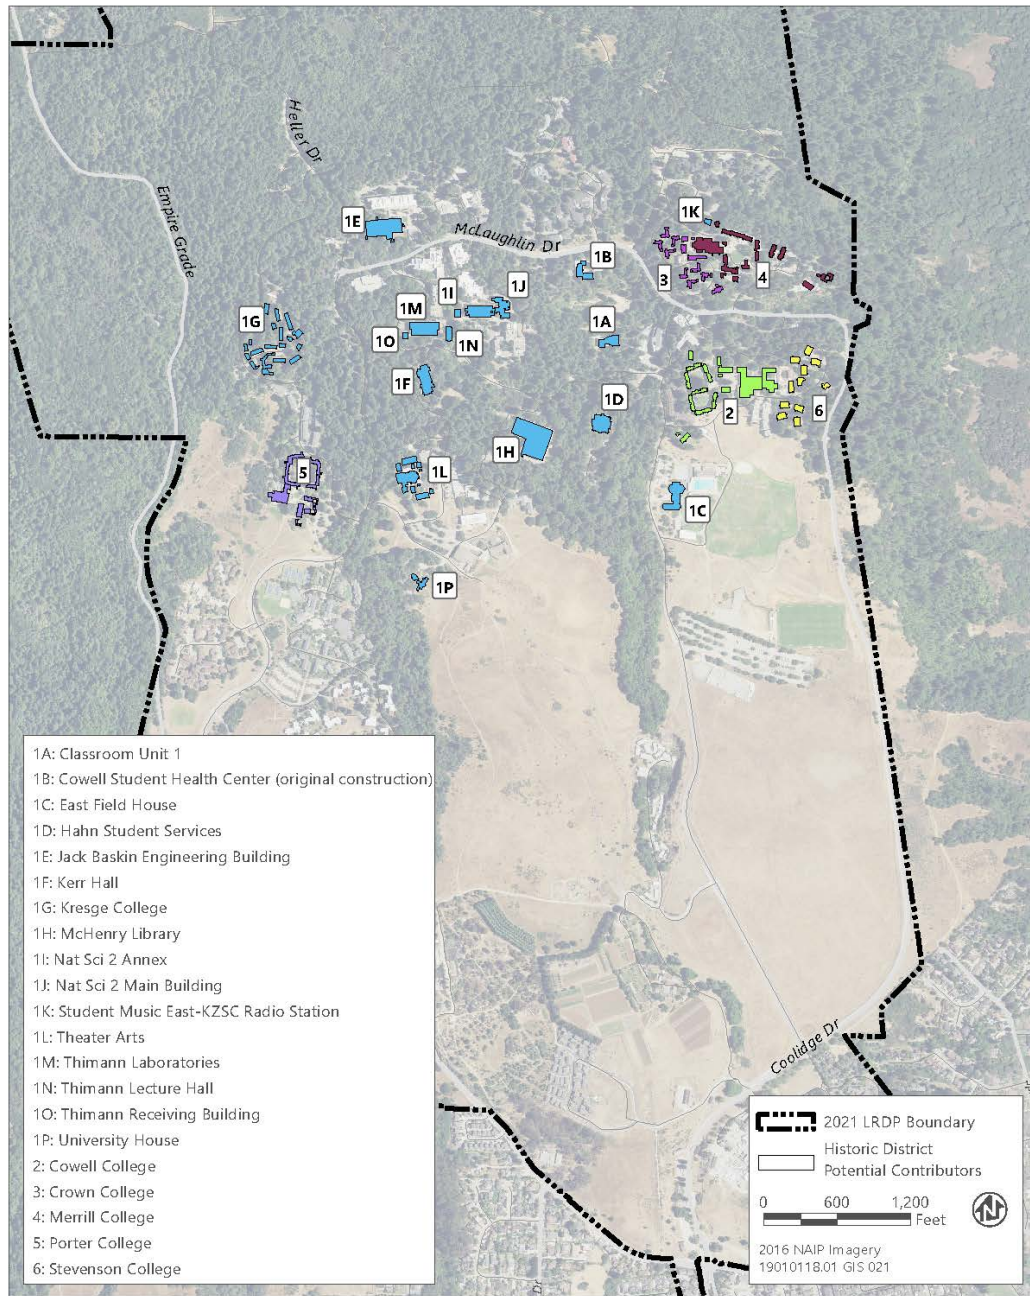 Heller Dr
Empire Grade
1E
McLaughlin Dr
1K
1B
3
4
1I
1J
1M
1G
1O
1N
1A
1F
1D
2
6
1H
5
1L
1C
1P
1A: Classroom Unit 1
1B: Cowell Student Health Center (original construction)
1C: East Field House
1D: Hahn Student Services
1E: Jack Baskin Engineering Building
1F: Kerr Hall
1G: Kresge College
1H: McHenry Library
1I: Nat Sci 2 Annex
1J: Nat Sci 2 Main Building
1K: Student Music East-KZSC Radio Station
1L: Theater Arts
1M: Thimann Laboratories
1N: Thimann Lecture Hall
1O: Thimann Receiving Building
1P: University House
2: Cowell College
3: Crown College
4: Merrill College
5: Porter College
6: Stevenson College
Coolidge Dr
Dr
2021 LRDP Boundary
Historic District
Potential Contributors
0 600 1,200
Feet
N
2016 NAIP Imagery
19010118.01 GIS 021